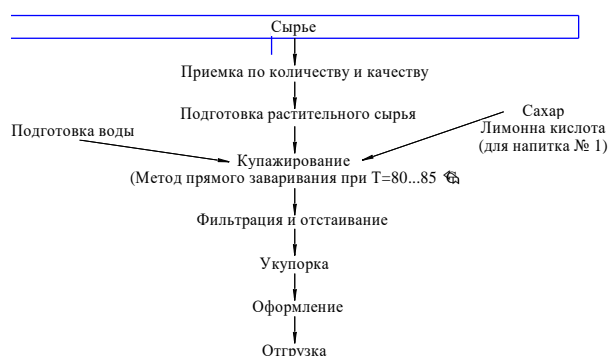 Сырье
Приемка по количеству и качеству
Подготовка растительного сырья
Сахар
Лимонна кислота
(для напитка № 1)
Подготовка воды
Купажирование
(Метод прямого заваривания при Т=80...85
Фильтрация и отстаивание
Укупорка
Оформление
Отгрузка